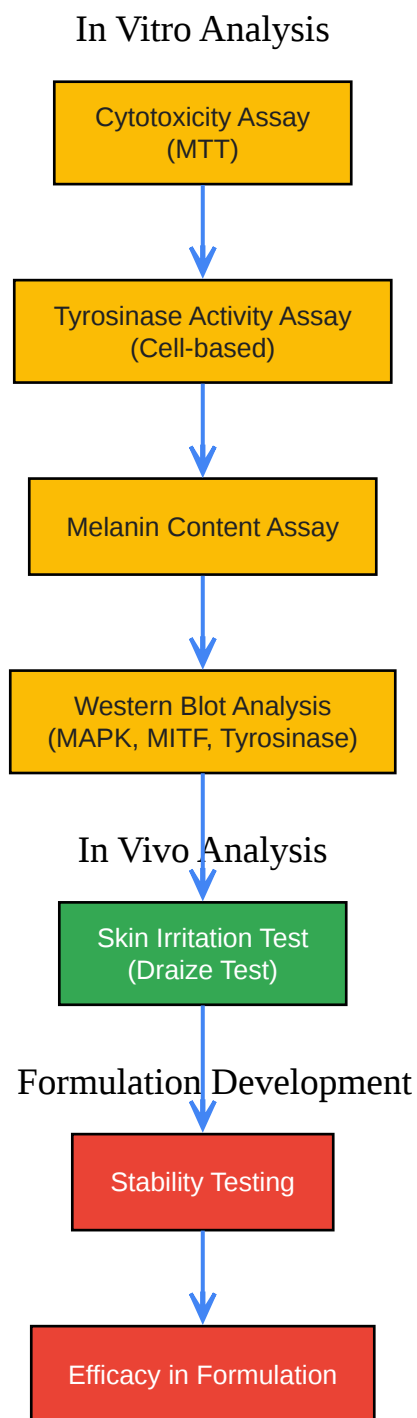 In Vitro Analysis
Cytotoxicity Assay
(MTT)
Tyrosinase Activity Assay
(Cell-based)
Melanin Content Assay
Western Blot Analysis
(MAPK, MITF, Tyrosinase)
In Vivo Analysis
Skin Irritation Test
(Draize Test)
Formulation Development
Stability Testing
Efficacy in Formulation